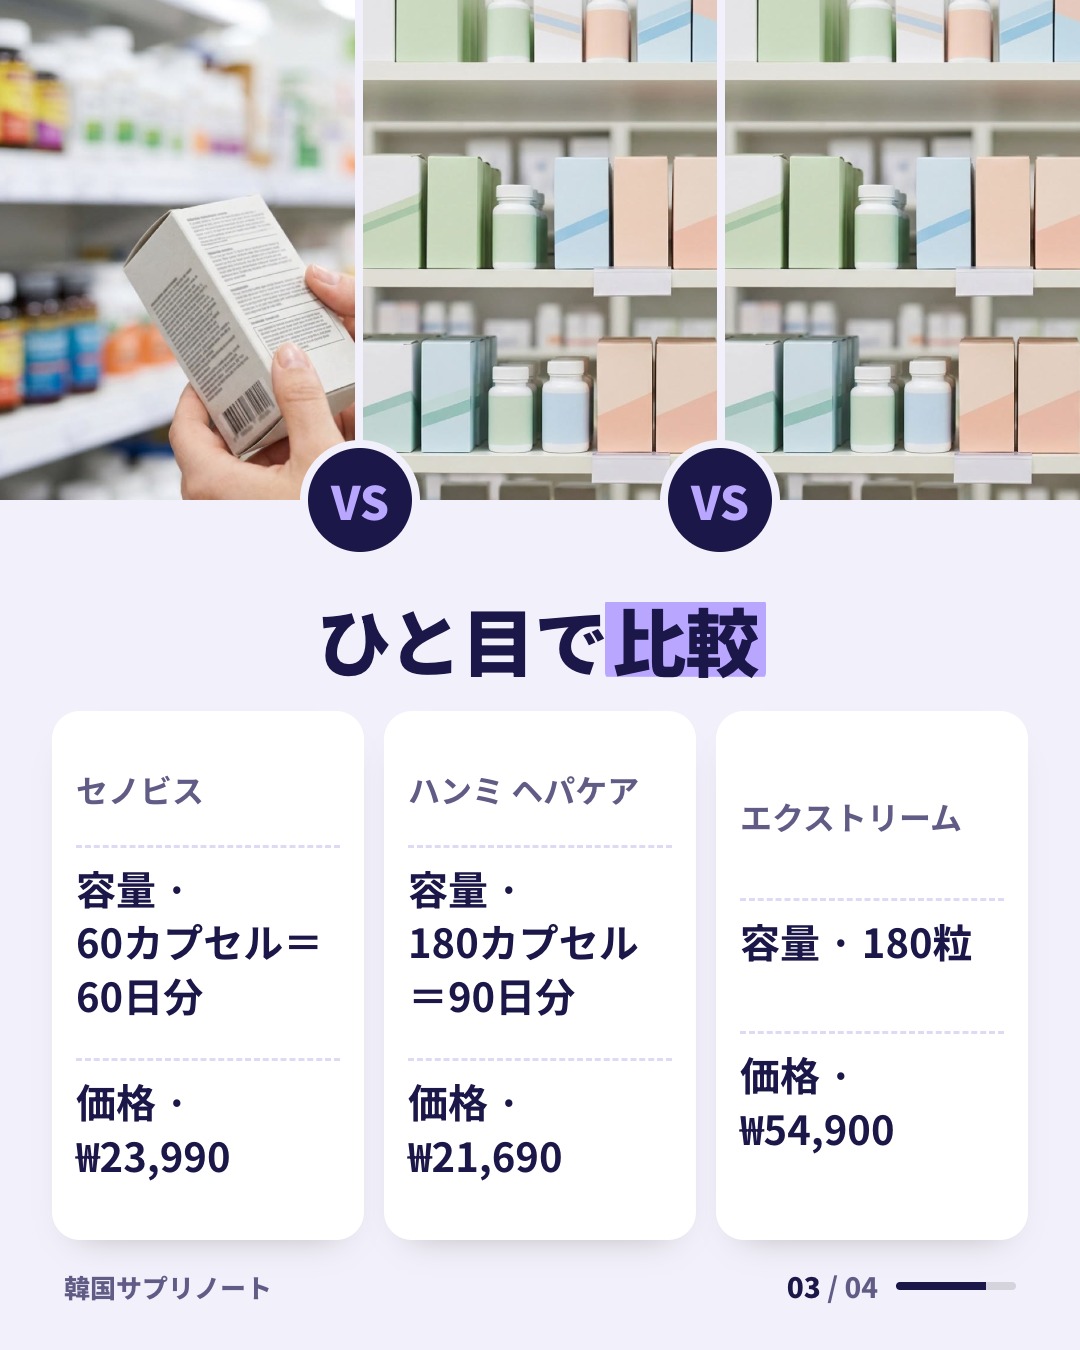 VS
VS
ひと目で比較
セノビス
容量・
60カプセル＝
60日分
価格・
₩23,990
ハンミ ヘパケア
容量・
180カプセル
＝90日分
価格・
₩21,690
エクストリーム
容量・180粒
価格・
₩54,900
韓国サプリノート
03 / 04